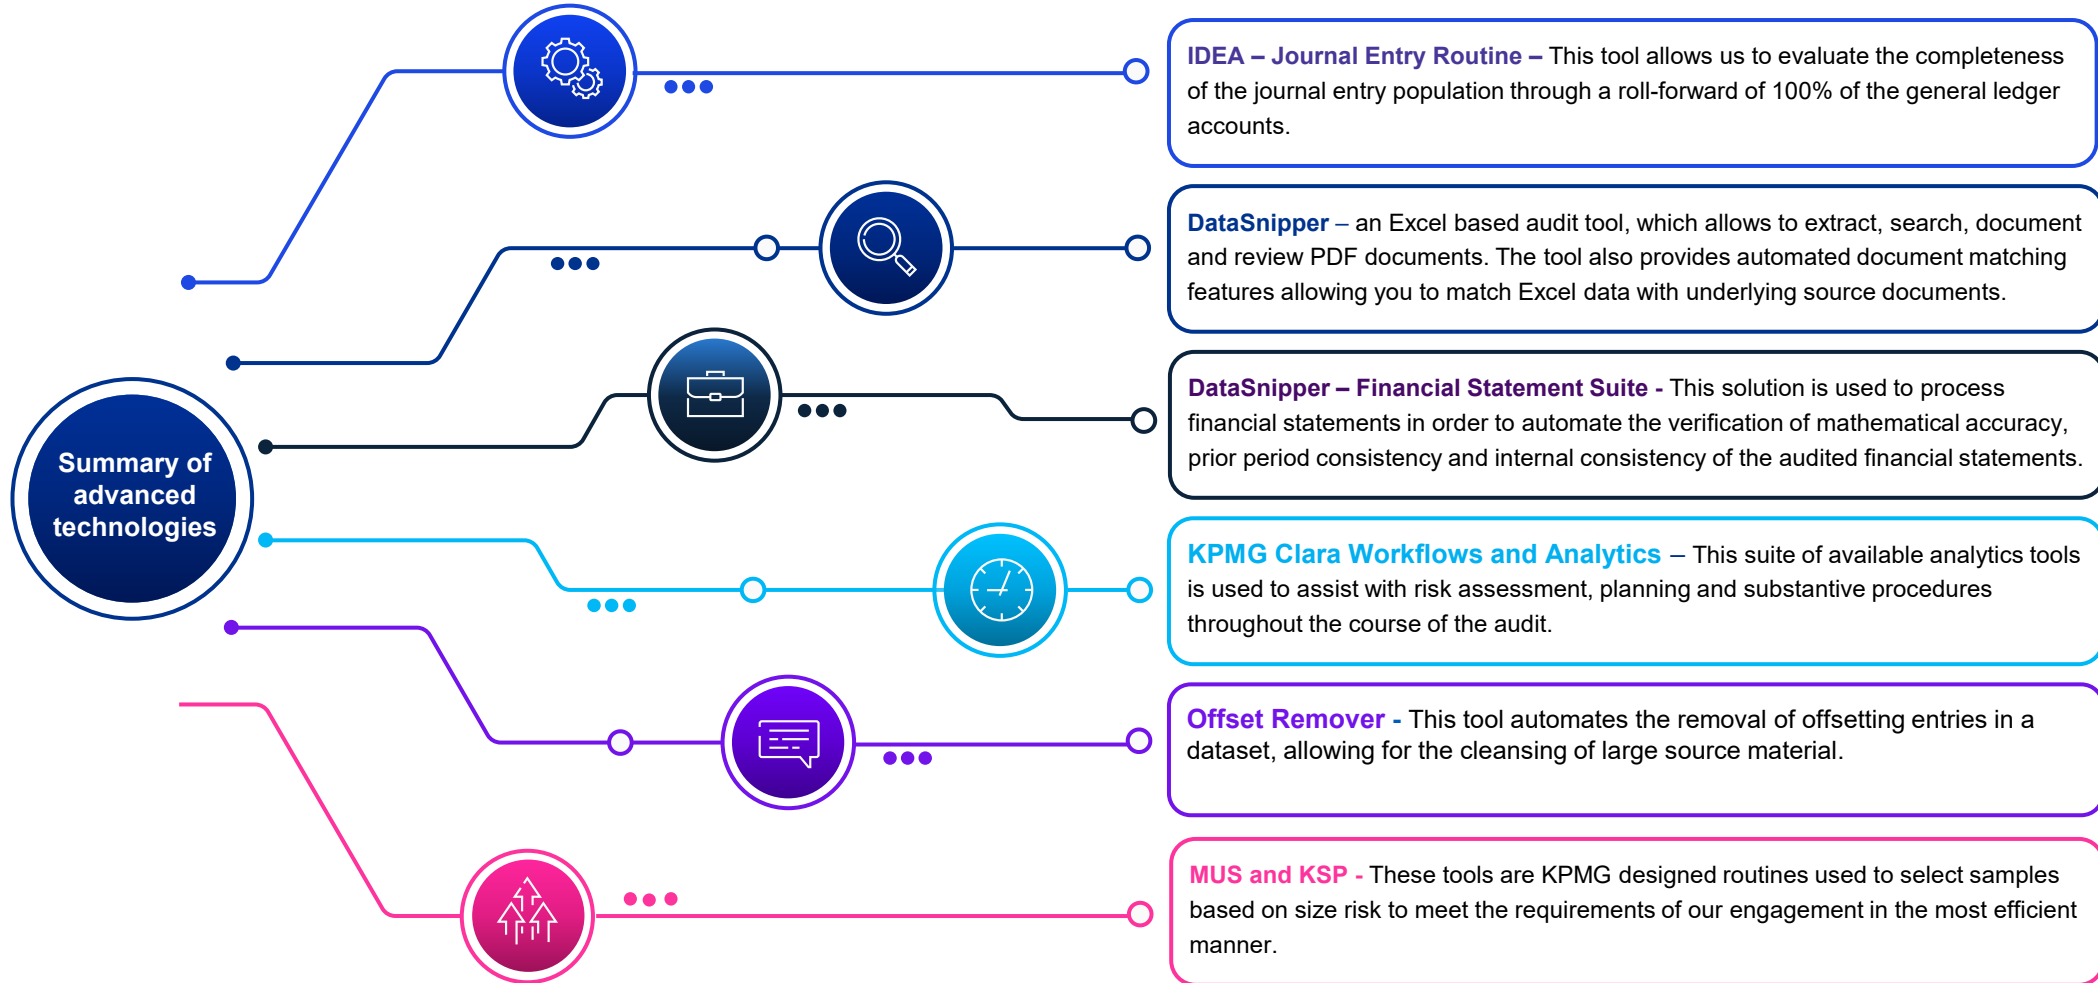 IDEA – Journal Entry Routine – This tool allows us to evaluate the completeness
of the journal entry population through a roll-forward of 100% of the general ledger
accounts.
DataSnipper – an Excel based audit tool, which allows to extract, search, document
and review PDF documents. The tool also provides automated document matching
features allowing you to match Excel data with underlying source documents.
DataSnipper – Financial Statement Suite - This solution is used to process
financial statements in order to automate the verification of mathematical accuracy,
prior period consistency and internal consistency of the audited financial statements.
Summary of
advanced
technologies
KPMG Clara Workflows and Analytics – This suite of available analytics tools
is used to assist with risk assessment, planning and substantive procedures
throughout the course of the audit.
Offset Remover - This tool automates the removal of offsetting entries in a
dataset, allowing for the cleansing of large source material.
MUS and KSP - These tools are KPMG designed routines used to select samples
based on size risk to meet the requirements of our engagement in the most efficient
manner.